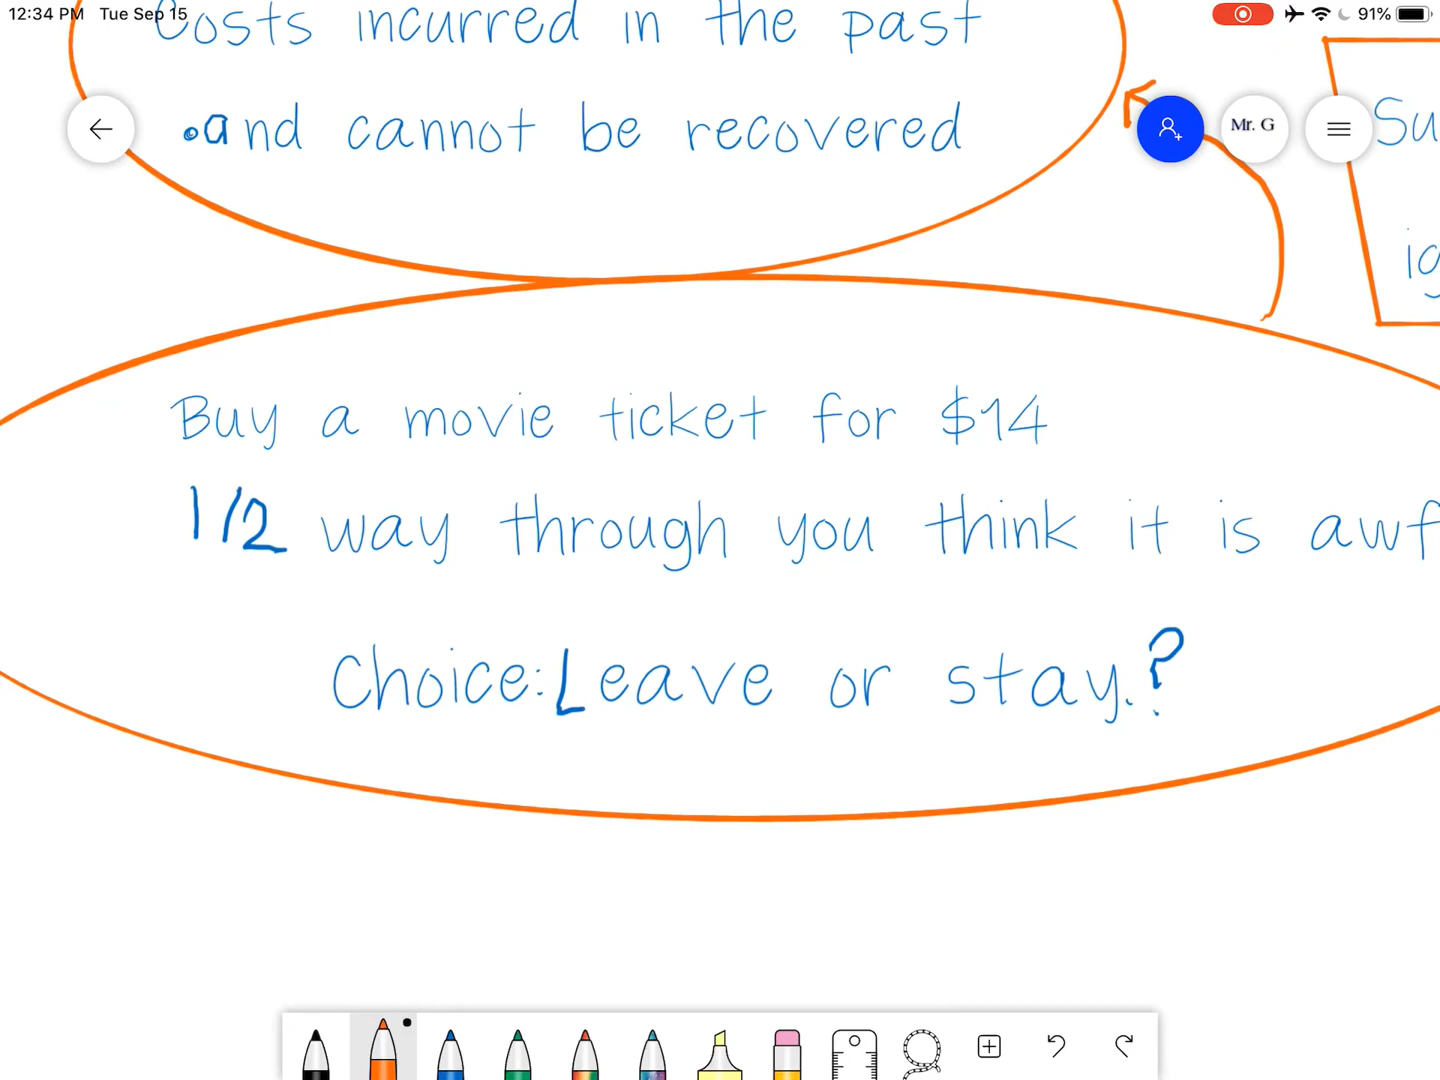 12:34 PM Tue Sep 15
91%
Costs incurred in the past
and cannot be recovered
Mr. G
Buy a movie ticket for $14
1/2 way through you think it is awf
Choice: Leave or stay.?
Su
ig